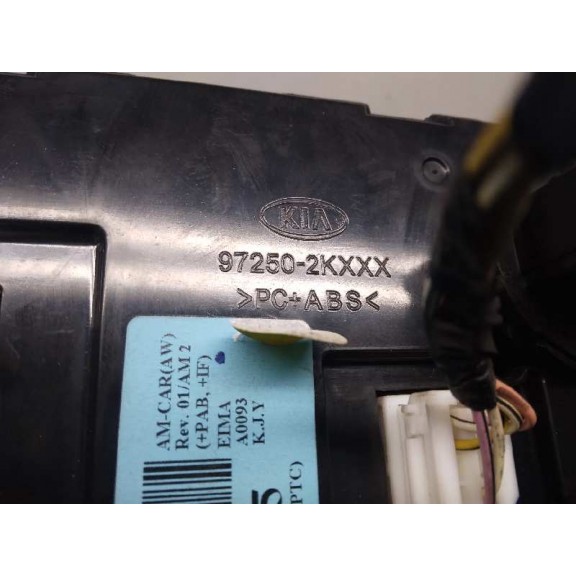 KIA
97250-2KXXX
>PC+ABS<
AM-CAR(AW)
Rev. 01/AM 2
(+PAB, +IF)
EIMA
A0093
K.J.Y
PTC)